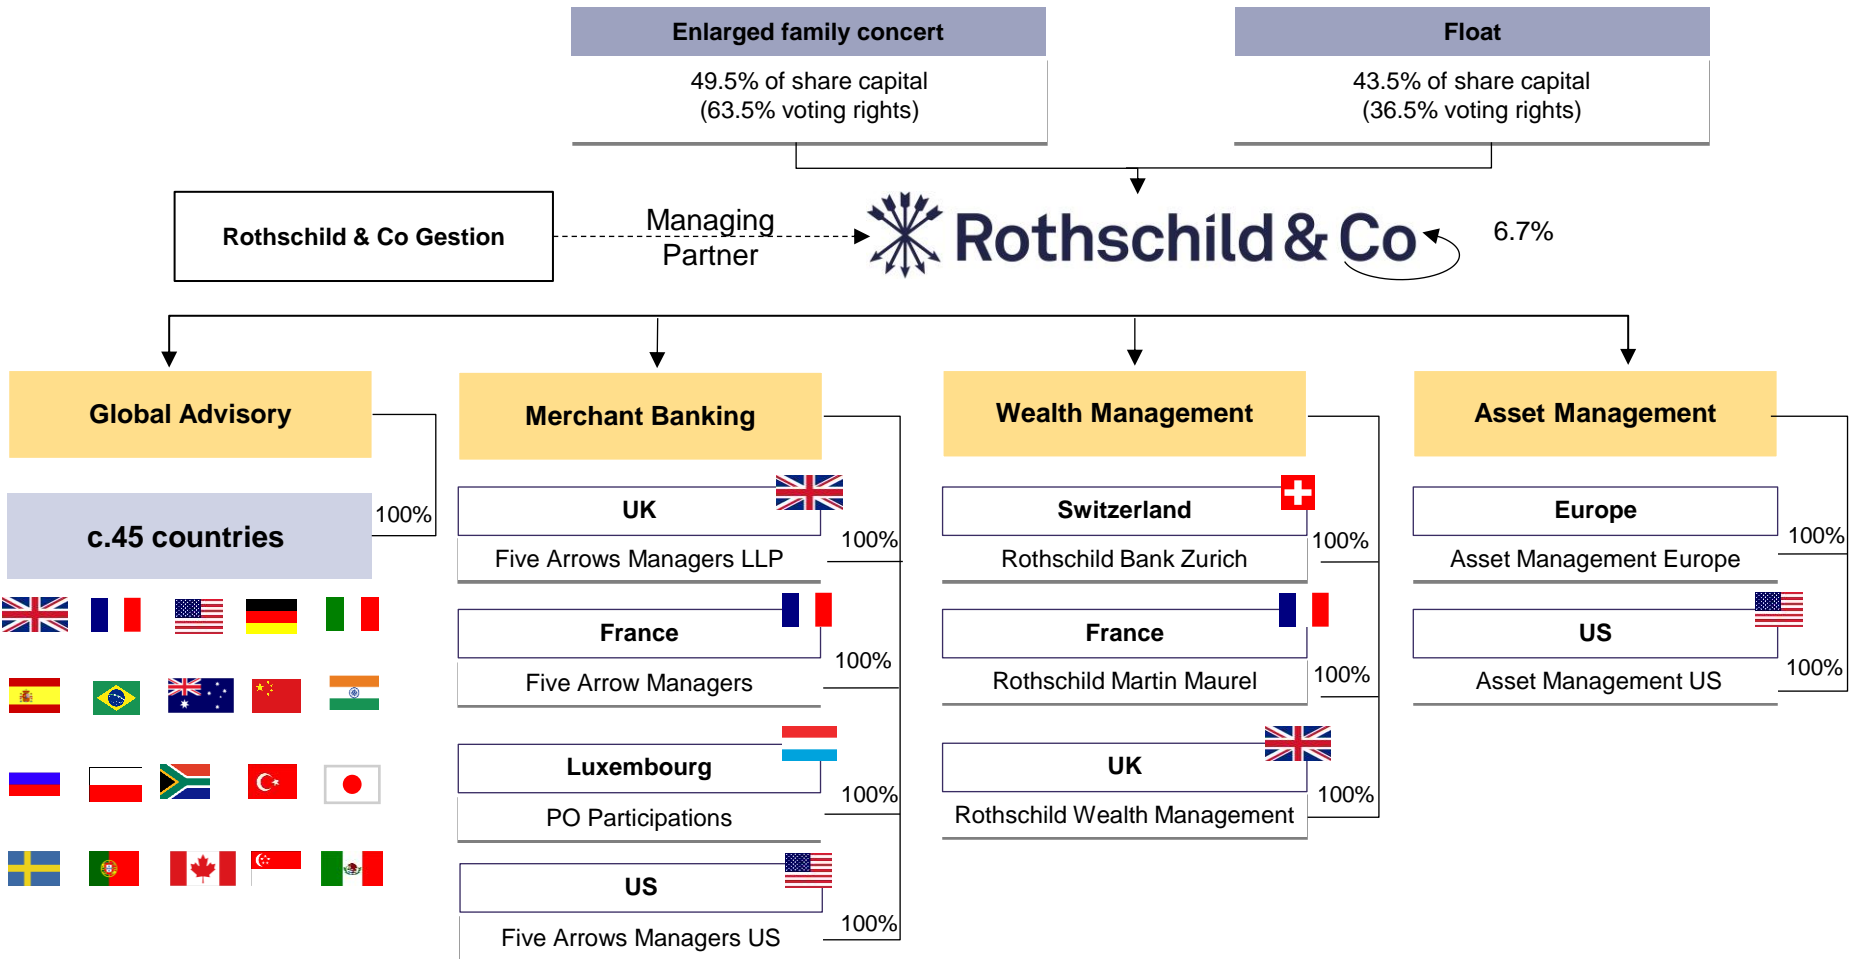 Enlarged family concert
49.5% of share capital
(63.5% voting rights)
Float
43.5% of share capital
(36.5% voting rights)
Rothschild & Co Gestion
Managing
Partner
Rothschild & Co
6.7%
Global Advisory
100%
c.45 countries
Merchant Banking
UK
Five Arrows Managers LLP
100%
France
Five Arrow Managers
100%
Luxembourg
PO Participations
100%
US
Five Arrows Managers US
100%
Wealth Management
Switzerland
Rothschild Bank Zurich
100%
France
Rothschild Martin Maurel
100%
UK
Rothschild Wealth Management
100%
Asset Management
Europe
Asset Management Europe
100%
US
Asset Management US
100%